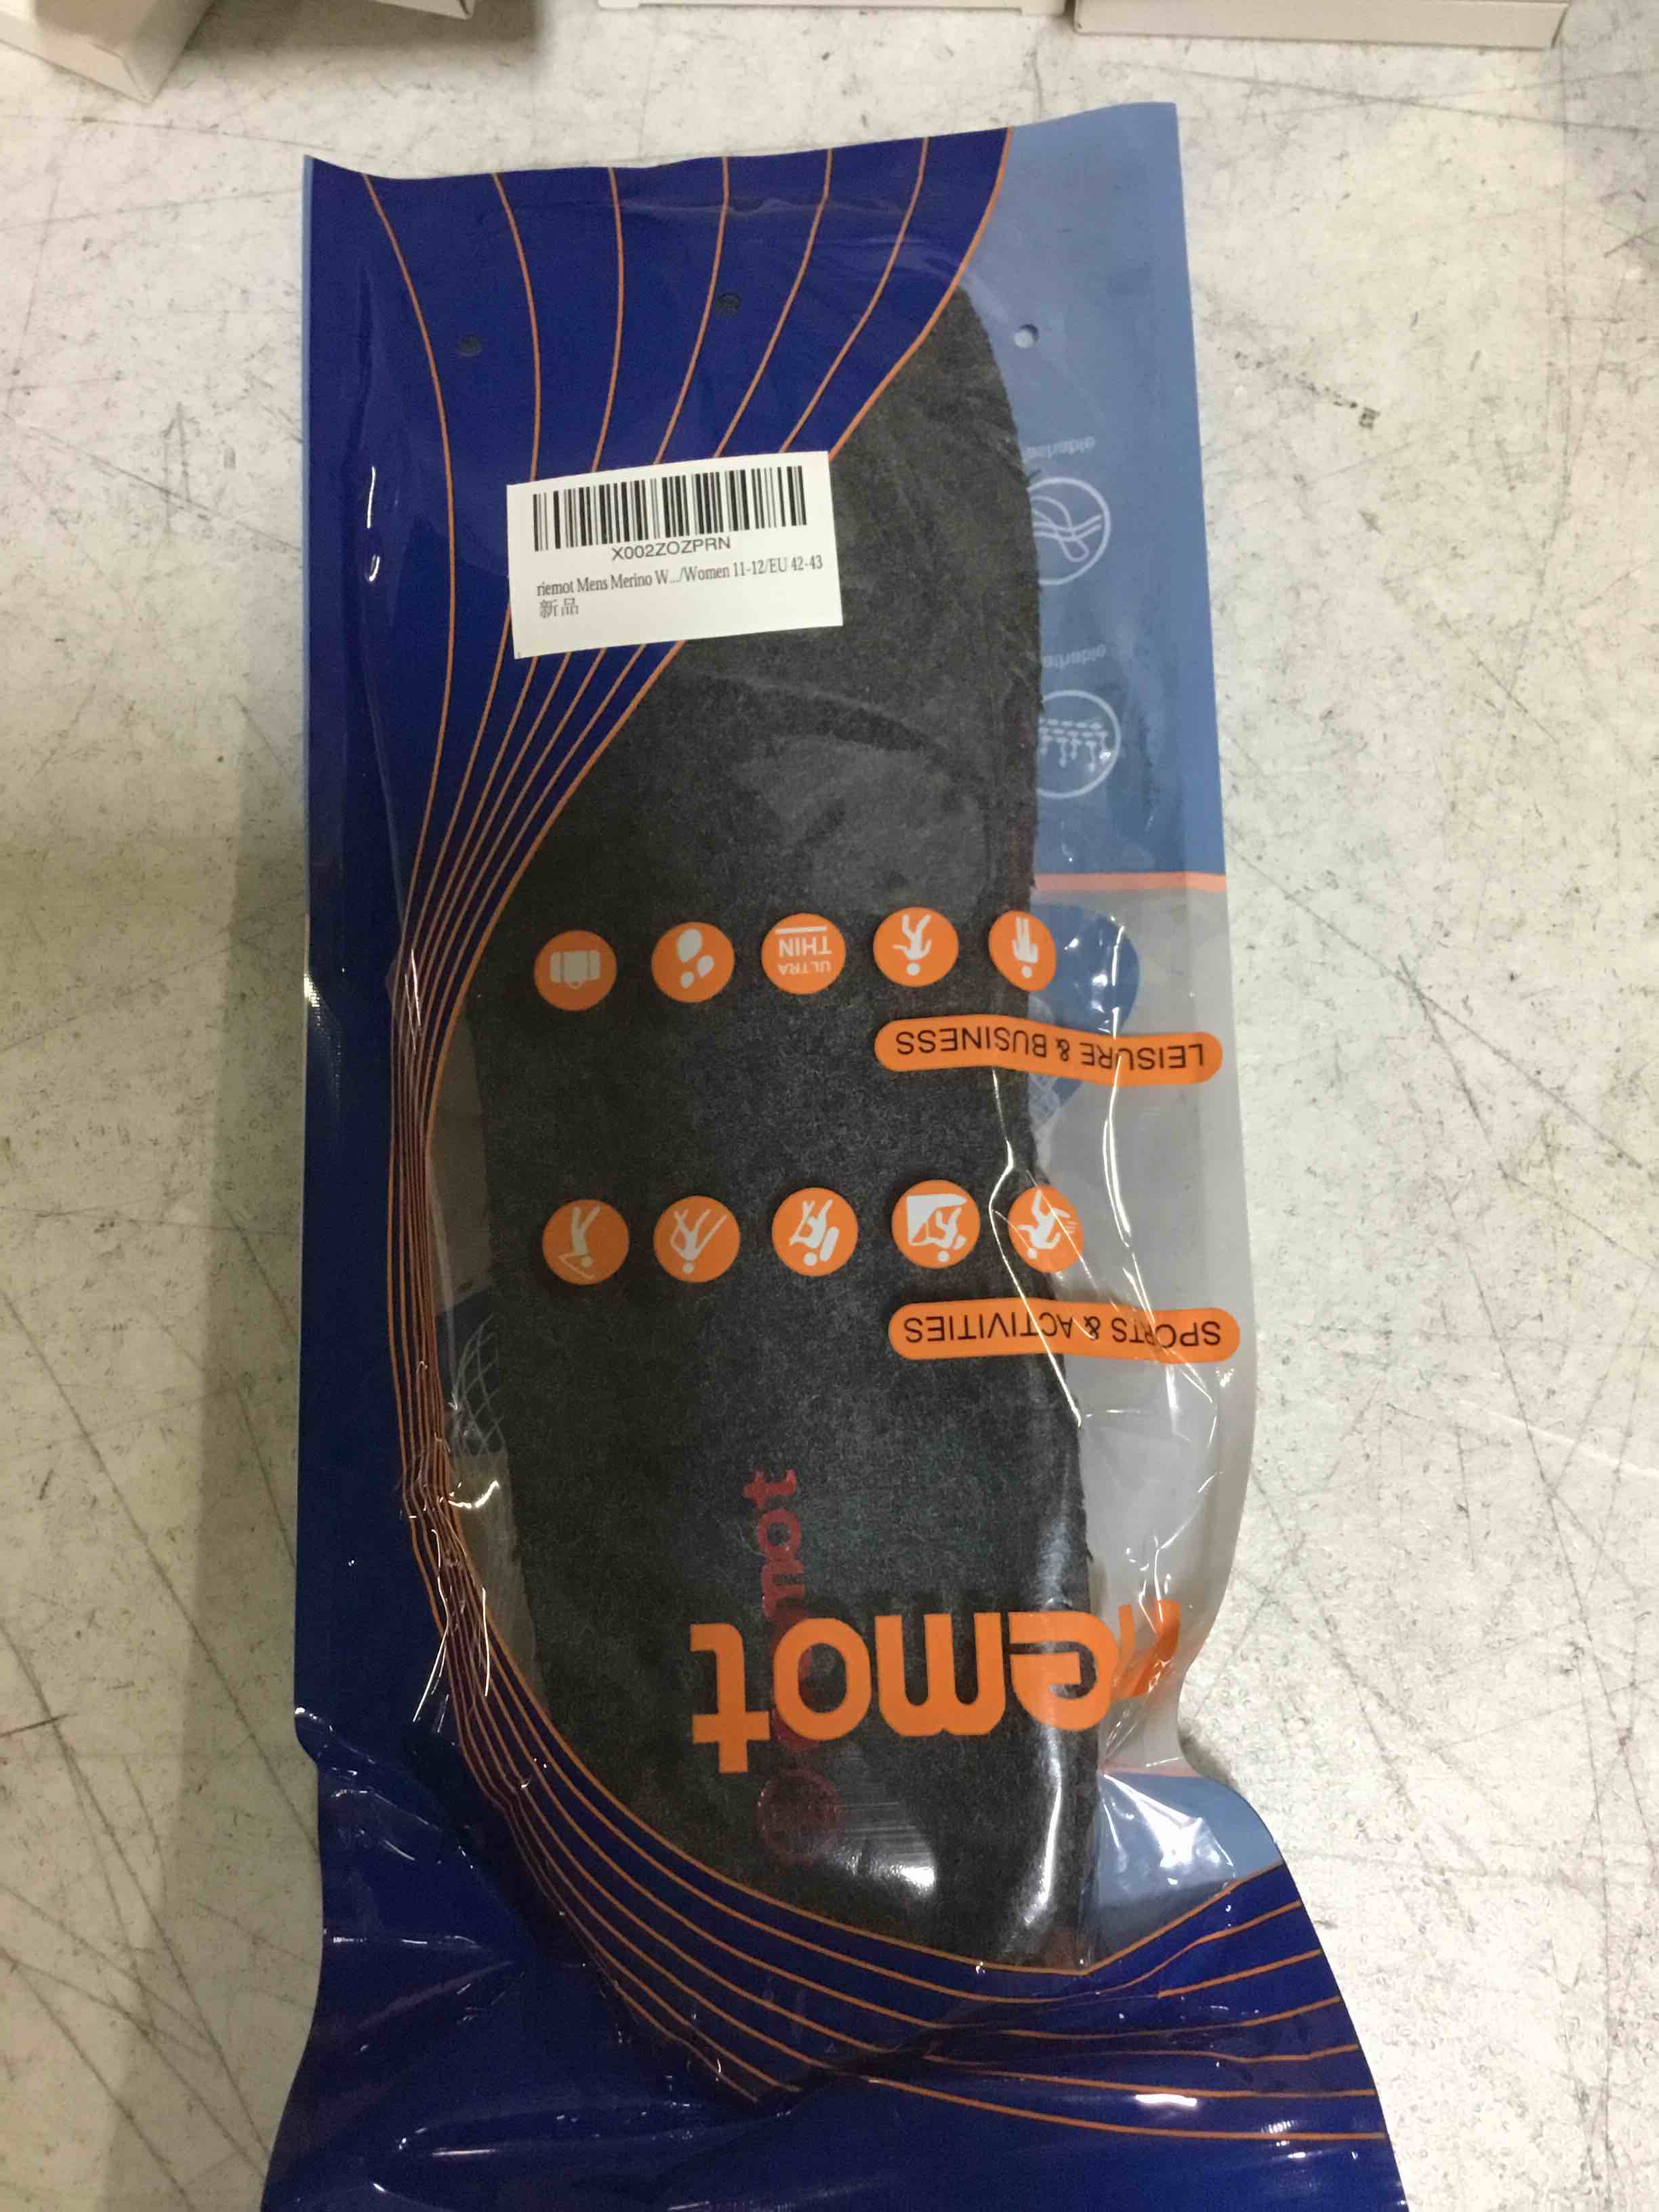 X002ZOZPRN
riemot Mens Merino W.../Women 11-12/EU 42-43
新品
riemot
SPORTS & ACTIVITIES
LEISURE & BUSINESS
ULTRA
THIN